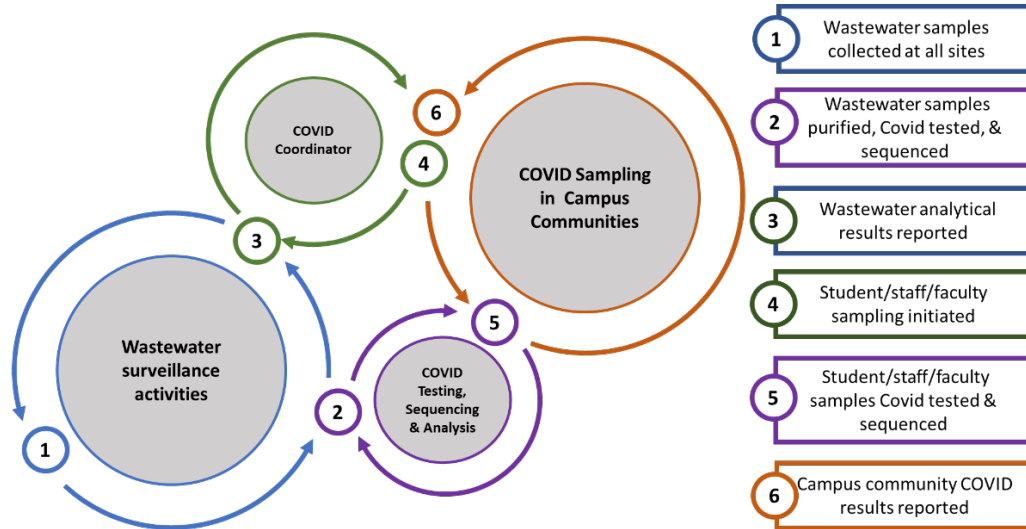 COVID
Coordinator
6
4
3
COVID Sampling
in Campus
Communities
Wastewater
surveillance
activities
1
2
5
COVID
Testing,
Sequencing
& Analysis
1
Wastewater samples
collected at all sites
2
Wastewater samples
purified, Covid tested, &
sequenced
3
Wastewater analytical
results reported
4
Student/staff/faculty
sampling initiated
5
Student/staff/faculty
samples Covid tested &
sequenced
6
Campus community COVID
results reported